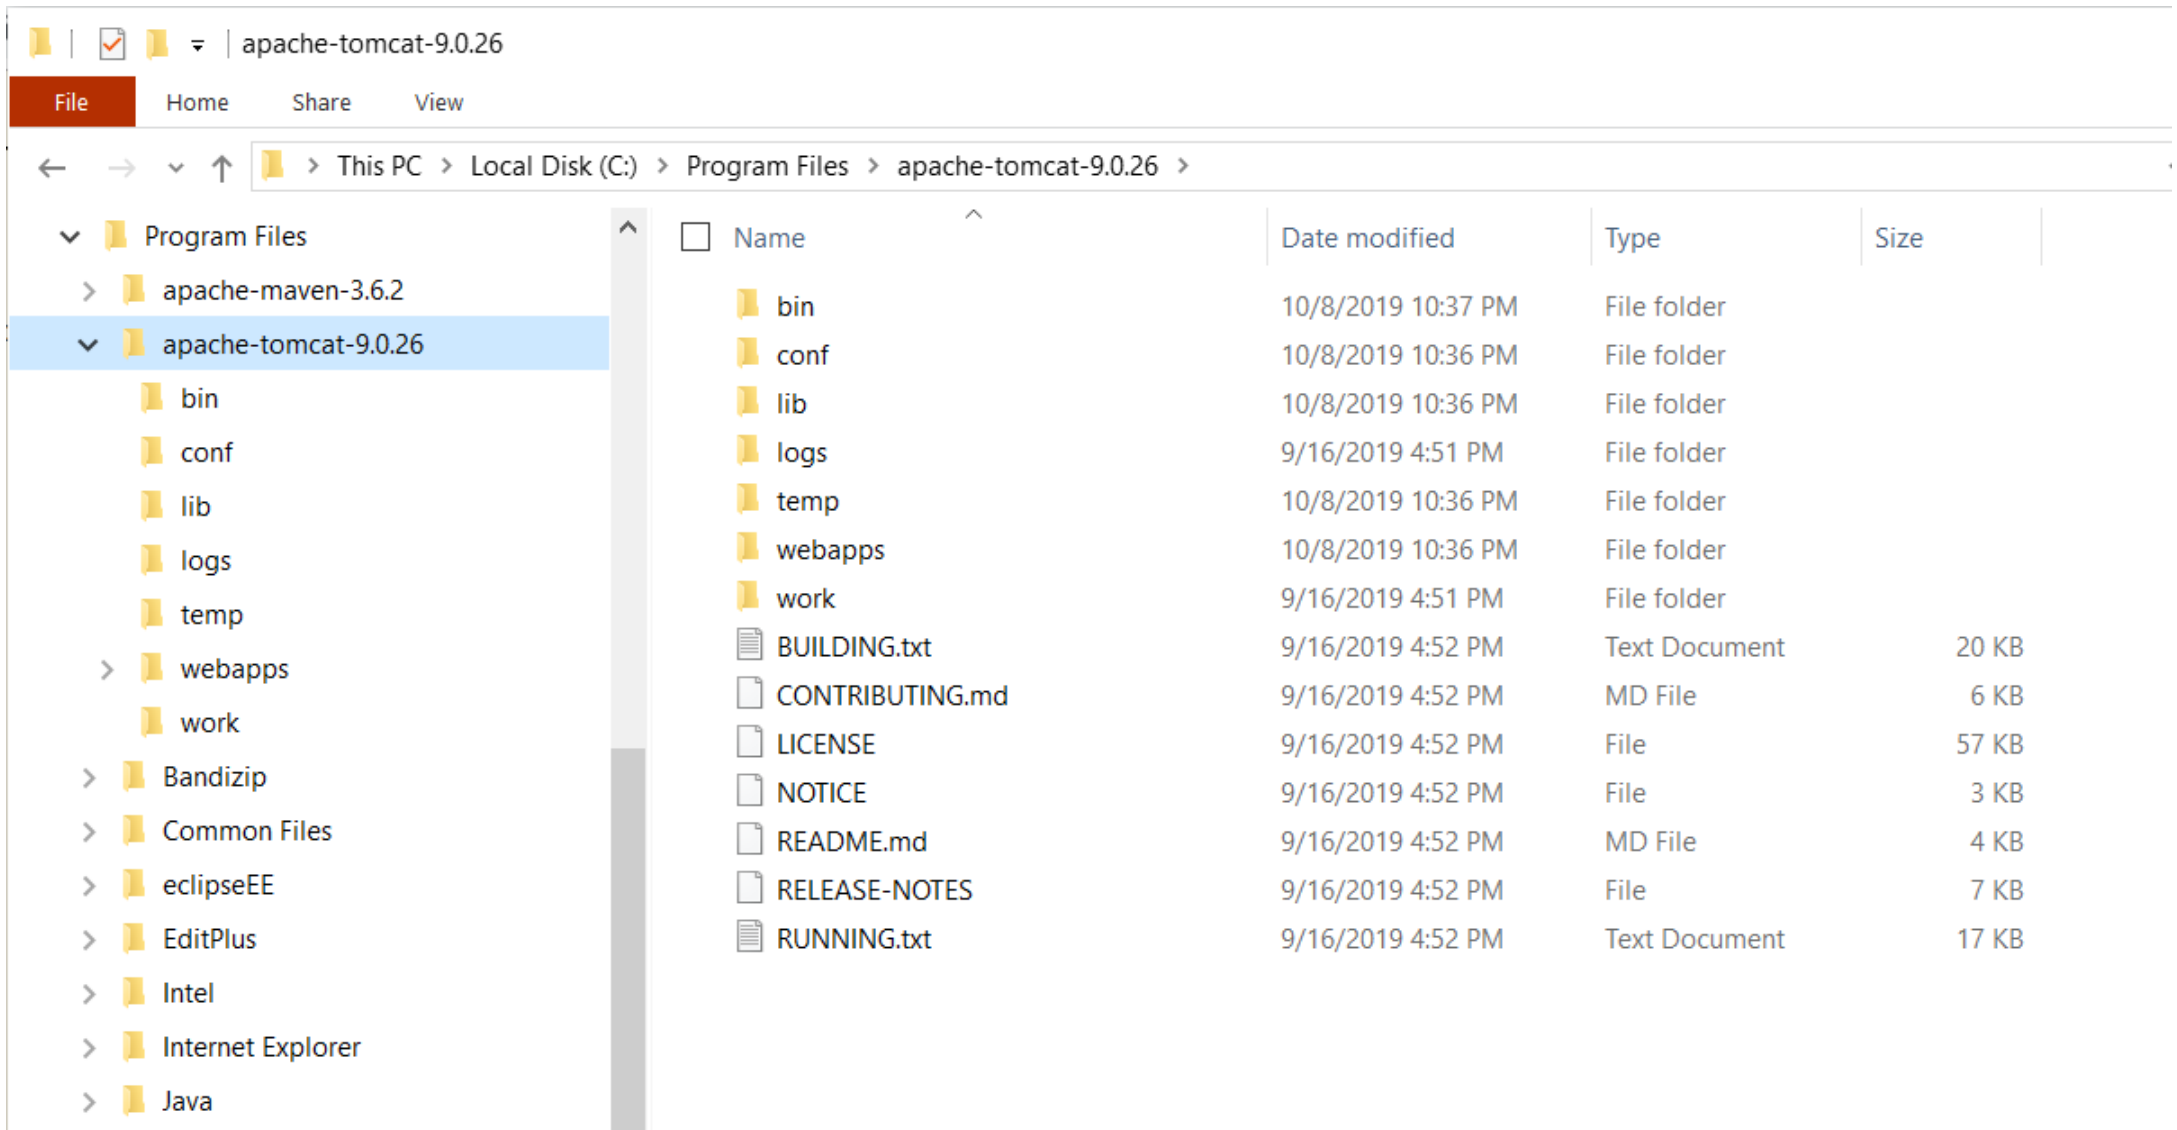 apache-tomcat-9.0.26
File Home Share View
This PC Local Disk (C:) Program Files apache-tomcat-9.0.26
Program Files
apache-maven-3.6.2
apache-tomcat-9.0.26
bin
conf
lib
logs
temp
webapps
work
Bandizip
Common Files
eclipseEE
EditPlus
Intel
Internet Explorer
Java
Name Date modified Type Size
bin 10/8/2019 10:37 PM File folder
conf 10/8/2019 10:36 PM File folder
lib 10/8/2019 10:36 PM File folder
logs 9/16/2019 4:51 PM File folder
temp 10/8/2019 10:36 PM File folder
webapps 10/8/2019 10:36 PM File folder
work 9/16/2019 4:51 PM File folder
BUILDING.txt 9/16/2019 4:52 PM Text Document 20 KB
CONTRIBUTING.md 9/16/2019 4:52 PM MD File 6 KB
LICENSE 9/16/2019 4:52 PM File 57 KB
NOTICE 9/16/2019 4:52 PM File 3 KB
README.md 9/16/2019 4:52 PM MD File 4 KB
RELEASE-NOTES 9/16/2019 4:52 PM File 7 KB
RUNNING.txt 9/16/2019 4:52 PM Text Document 17 KB